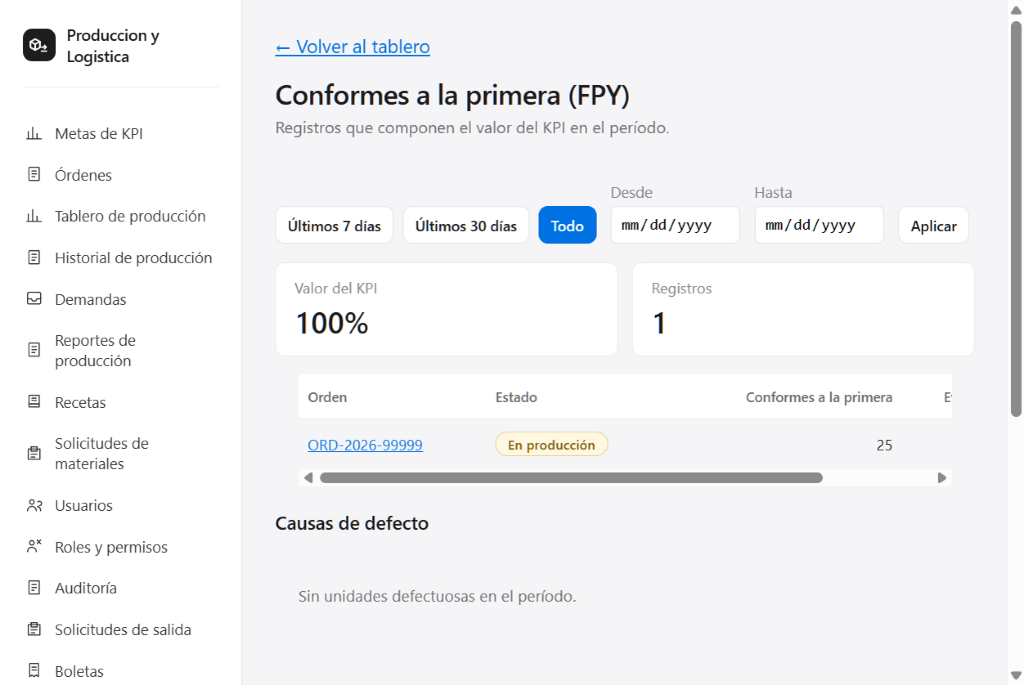 Produccion y
Logistica
Metas de KPI
Órdenes
Tablero de producción
Historial de producción
Demandas
Reportes de
producción
Recetas
Solicitudes de
materiales
Usuarios
Roles y permisos
Auditoría
Solicitudes de salida
Boletas
← Volver al tablero
Conformes a la primera (FPY)
Registros que componen el valor del KPI en el período.
Desde
Hasta
Últimos 7 días
Últimos 30 días
Todo
mm/dd/yyyy
mm/dd/yyyy
Aplicar
Valor del KPI
100%
Registros
1
Orden Estado Conformes a la primera
ORD-2026-99999 En producción 25
Causas de defecto
Sin unidades defectuosas en el período.